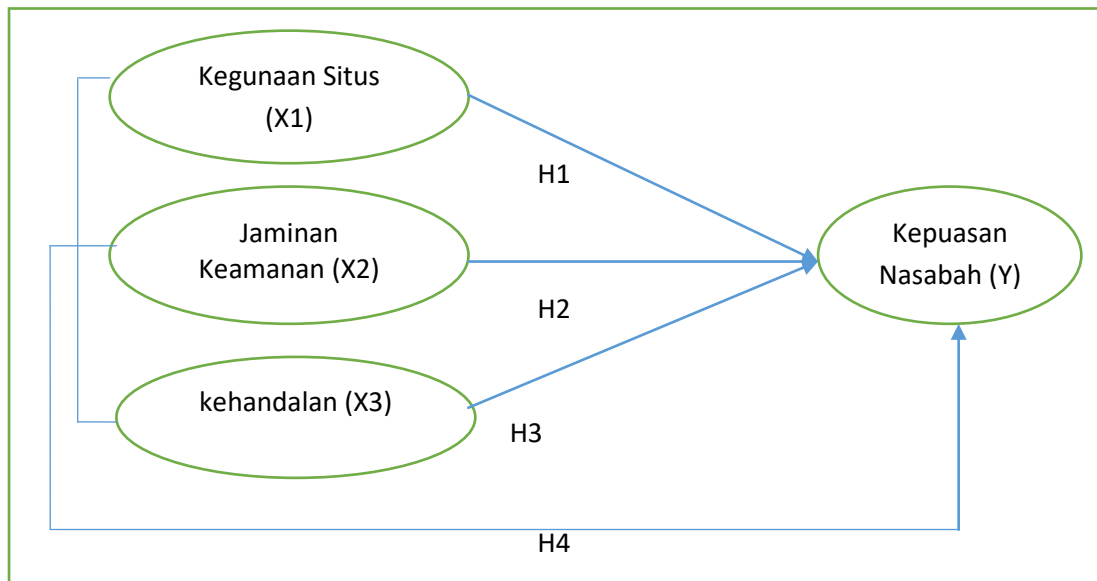 Kegunaan Situs
(X1)
H1
Jaminan
Keamanan (X2)
Kepuasan
Nasabah (Y)
H2
kehandalan (X3)
H3
H4